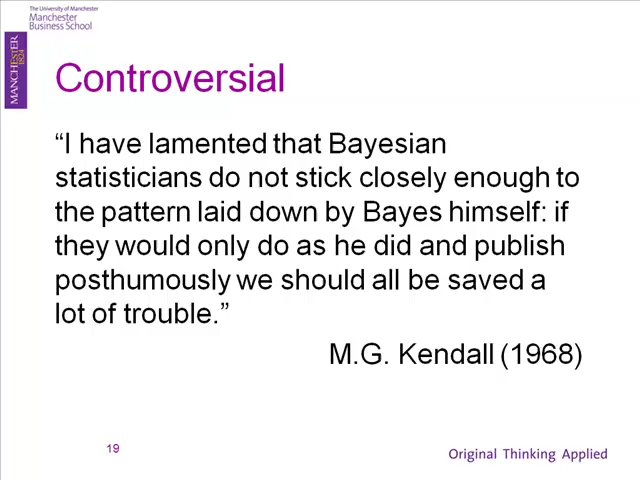 The University of Manchester
Manchester
Business School
MANCHESTER
1824
Controversial
“I have lamented that Bayesian
statisticians do not stick closely enough to
the pattern laid down by Bayes himself: if
they would only do as he did and publish
posthumously we should all be saved a
lot of trouble.”
M.G. Kendall (1968)
19
Original Thinking Applied